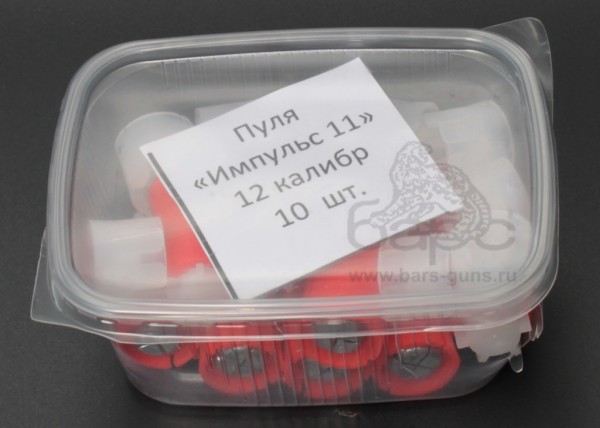 Пуля
«Импульс 11»
12 калибр
10 шт.
барс
www.bars-guns.ru